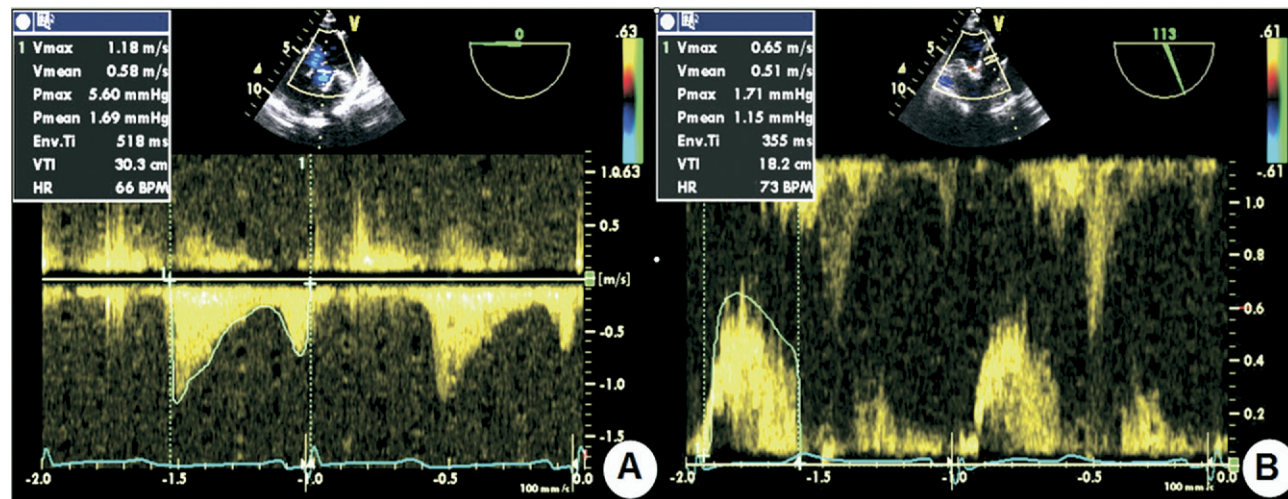 1 Vmax 1.18 m/s
Vmean 0.58 m/s
Pmax 5.60 mmHg
Pmean 1.69 mmHg
Env.Ti 518 ms
VTI 30.3 cm
HR 66 BPM
V
5
10
0
.63
1.0.63
1
0.5
[m/s]
-0.5
-1.0
-1.5
-2.0 -1.5 -1.0 -0.5 0.0
100 mm/s
A
1 Vmax 0.65 m/s
Vmean 0.51 m/s
Pmax 1.71 mmHg
Pmean 1.15 mmHg
Env.Ti 355 ms
VTI 18.2 cm
HR 73 BPM
V
5
10
113
.61
-.61
1.0
0.8
0.6
0.4
0.2
-2.0 -1.5 -1.0 -0.5 0.0
100 mm/s
B